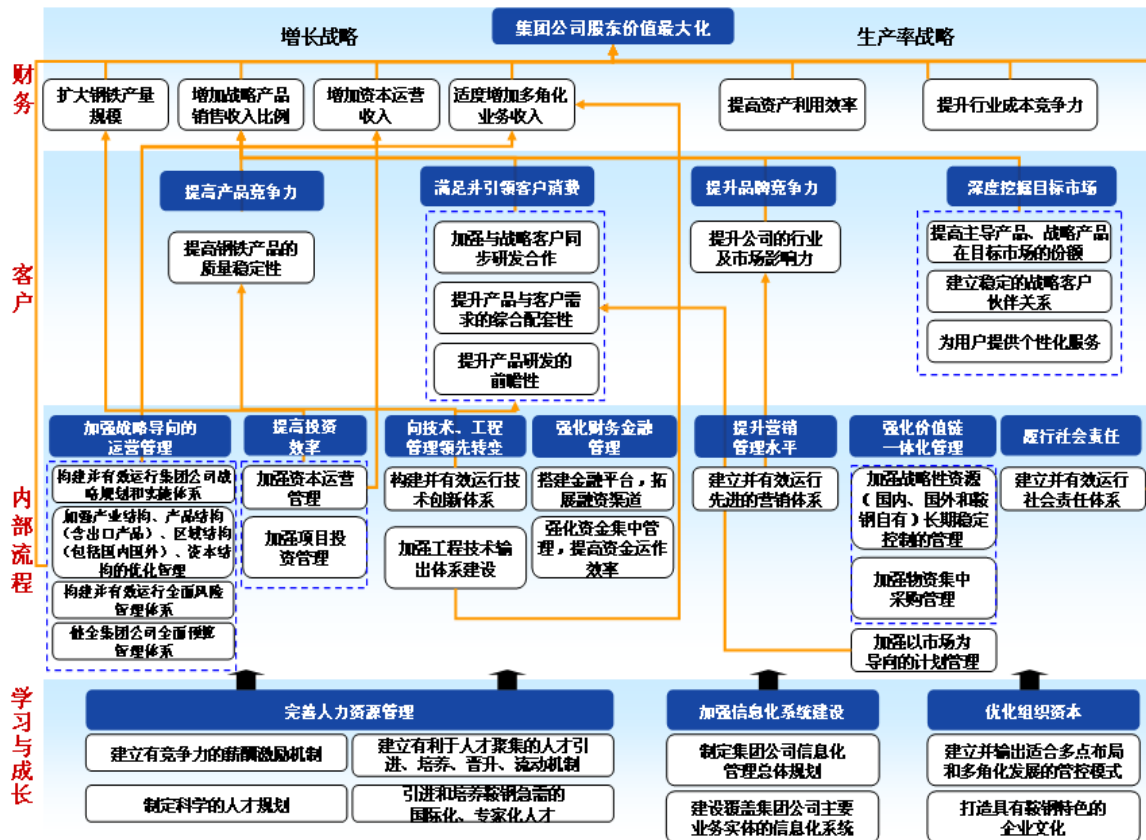 集团公司股东价值最大化
增长战略
生产率战略
财务
扩大钢铁产量
规模
增加战略产品
销售收入比例
增加资本运营
收入
适度增加多角化
业务收入
提高资产利用效率
提升行业成本竞争力
客户
提高产品竞争力
满足并引领客户消费
提升品牌竞争力
深度挖掘目标市场
提高钢铁产品的
质量稳定性
加强与战略客户同
步研发合作
提升产品与客户需
求的综合配套性
提升产品研发的
前瞻性
提升公司的行业
及市场影响力
提高主导产品、战略产品
在目标市场的份额
建立稳定的战略客户
伙伴关系
为用户提供个性化服务
内部流程
加强战略导向的
运营管理
构建并有效运行集团公司战
略规划和实施体系
加强产业结构、产品结构
（含出口产品）、区域结构
（包括国内国外）、资本结
构的优化管理
构建并有效运行全面风险
管理体系
健全集团公司全面预算
管理体系
提高投资
效率
加强资本运营
管理
加强项目投
资管理
向技术、工程
管理领先转变
构建并有效运行技
术创新体系
加强工程技术输
出体系建设
强化财务金融
管理
搭建金融平台，拓
展融资渠道
强化资金集中管
理，提高资金运作
效率
提升营销
管理水平
建立并有效运行
先进的营销体系
强化价值链
一体化管理
加强战略性资源
（国内、国外和鞍
钢自有）长期稳定
控制的管理
加强物资集中
采购管理
加强以市场为
导向的计划管理
履行社会责任
建立并有效运行
社会责任体系
学习与成长
完善人力资源管理
建立有竞争力的薪酬激励机制
建立有利于人才聚集的人才引
进、培养、晋升、流动机制
制定科学的人才规划
引进和培养鞍钢急需的
国际化、专家化人才
加强信息化系统建设
制定集团公司信息化
管理总体规划
建设覆盖集团公司主要
业务实体的信息化系统
优化组织资本
建立并输出适合多点布局
和多角化发展的管控模式
打造具有鞍钢特色的
企业文化